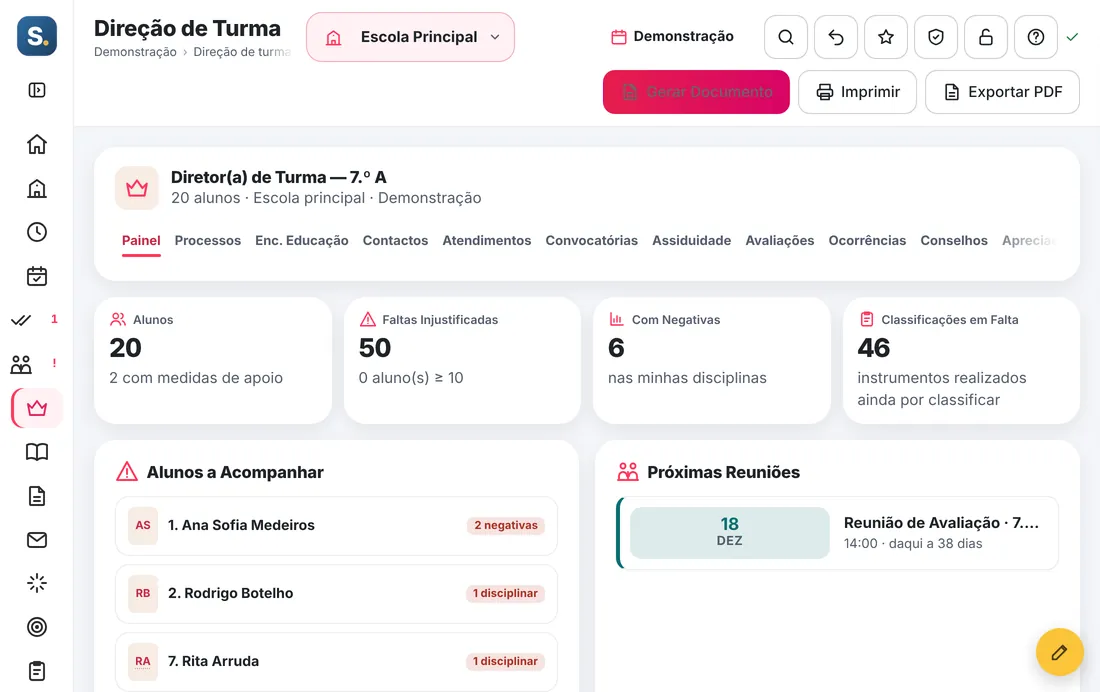 S.
Direção de Turma
Demonstração › Direção de turma
Escola Principal
Demonstração
Gerar Documento
Imprimir
Exportar PDF
Diretor(a) de Turma — 7.º A
20 alunos · Escola principal · Demonstração
Painel Processos Enc. Educação Contactos Atendimentos Convocatórias Assiduidade Avaliações Ocorrências Conselhos
1
!
Alunos
20
2 com medidas de apoio
Faltas Injustificadas
50
0 aluno(s) ≥ 10
Com Negativas
6
nas minhas disciplinas
Classificações em Falta
46
instrumentos realizados
ainda por classificar
Alunos a Acompanhar
AS 1. Ana Sofia Medeiros 2 negativas
RB 2. Rodrigo Botelho 1 disciplinar
RA 7. Rita Arruda 1 disciplinar
Próximas Reuniões
18
DEZ
Reunião de Avaliação · 7....
14:00 · daqui a 38 dias